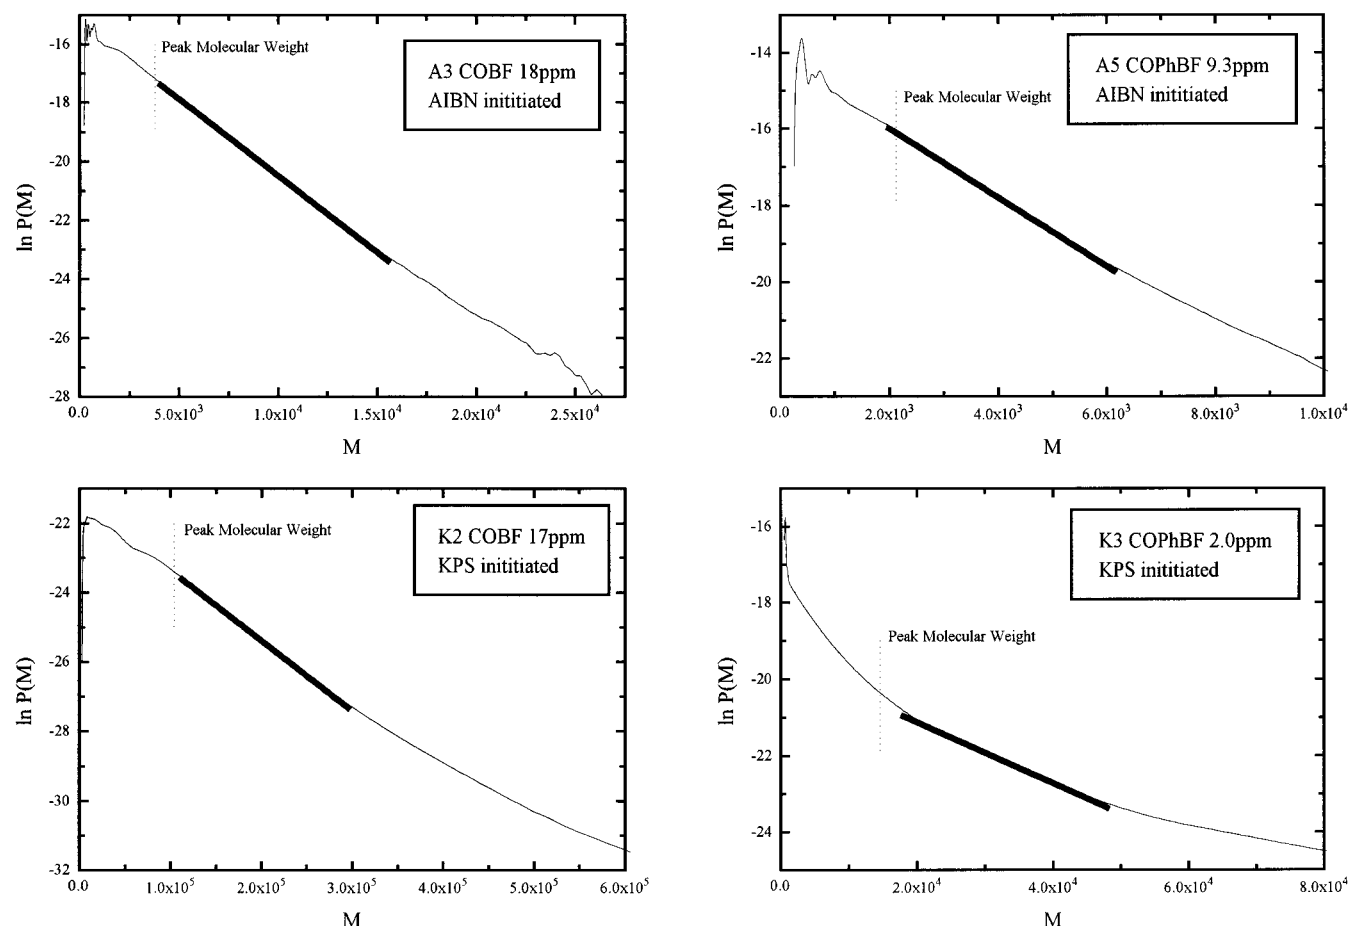 Peak Molecular Weight
A3 COBF 18ppm
AIBN inititiated
ln P(M)
-16
-18
-20
-22
-24
-26
-28
0.0
5.0x10³
1.0x10⁴
1.5x10⁴
2.0x10⁴
2.5x10⁴
M
Peak Molecular Weight
A5 COPhBF 9.3ppm
AIBN inititiated
ln P(M)
-14
-16
-18
-20
-22
0.0
2.0x10³
4.0x10³
6.0x10³
8.0x10³
1.0x10⁴
M
Peak Molecular Weight
K2 COBF 17ppm
KPS inititiated
ln P(M)
-22
-24
-26
-28
-30
-32
0.0
1.0x10⁵
2.0x10⁵
3.0x10⁵
4.0x10⁵
5.0x10⁵
6.0x10⁵
M
Peak Molecular Weight
K3 COPhBF 2.0ppm
KPS inititiated
ln P(M)
-16
-18
-20
-22
-24
0.0
2.0x10⁴
4.0x10⁴
6.0x10⁴
8.0x10⁴
M